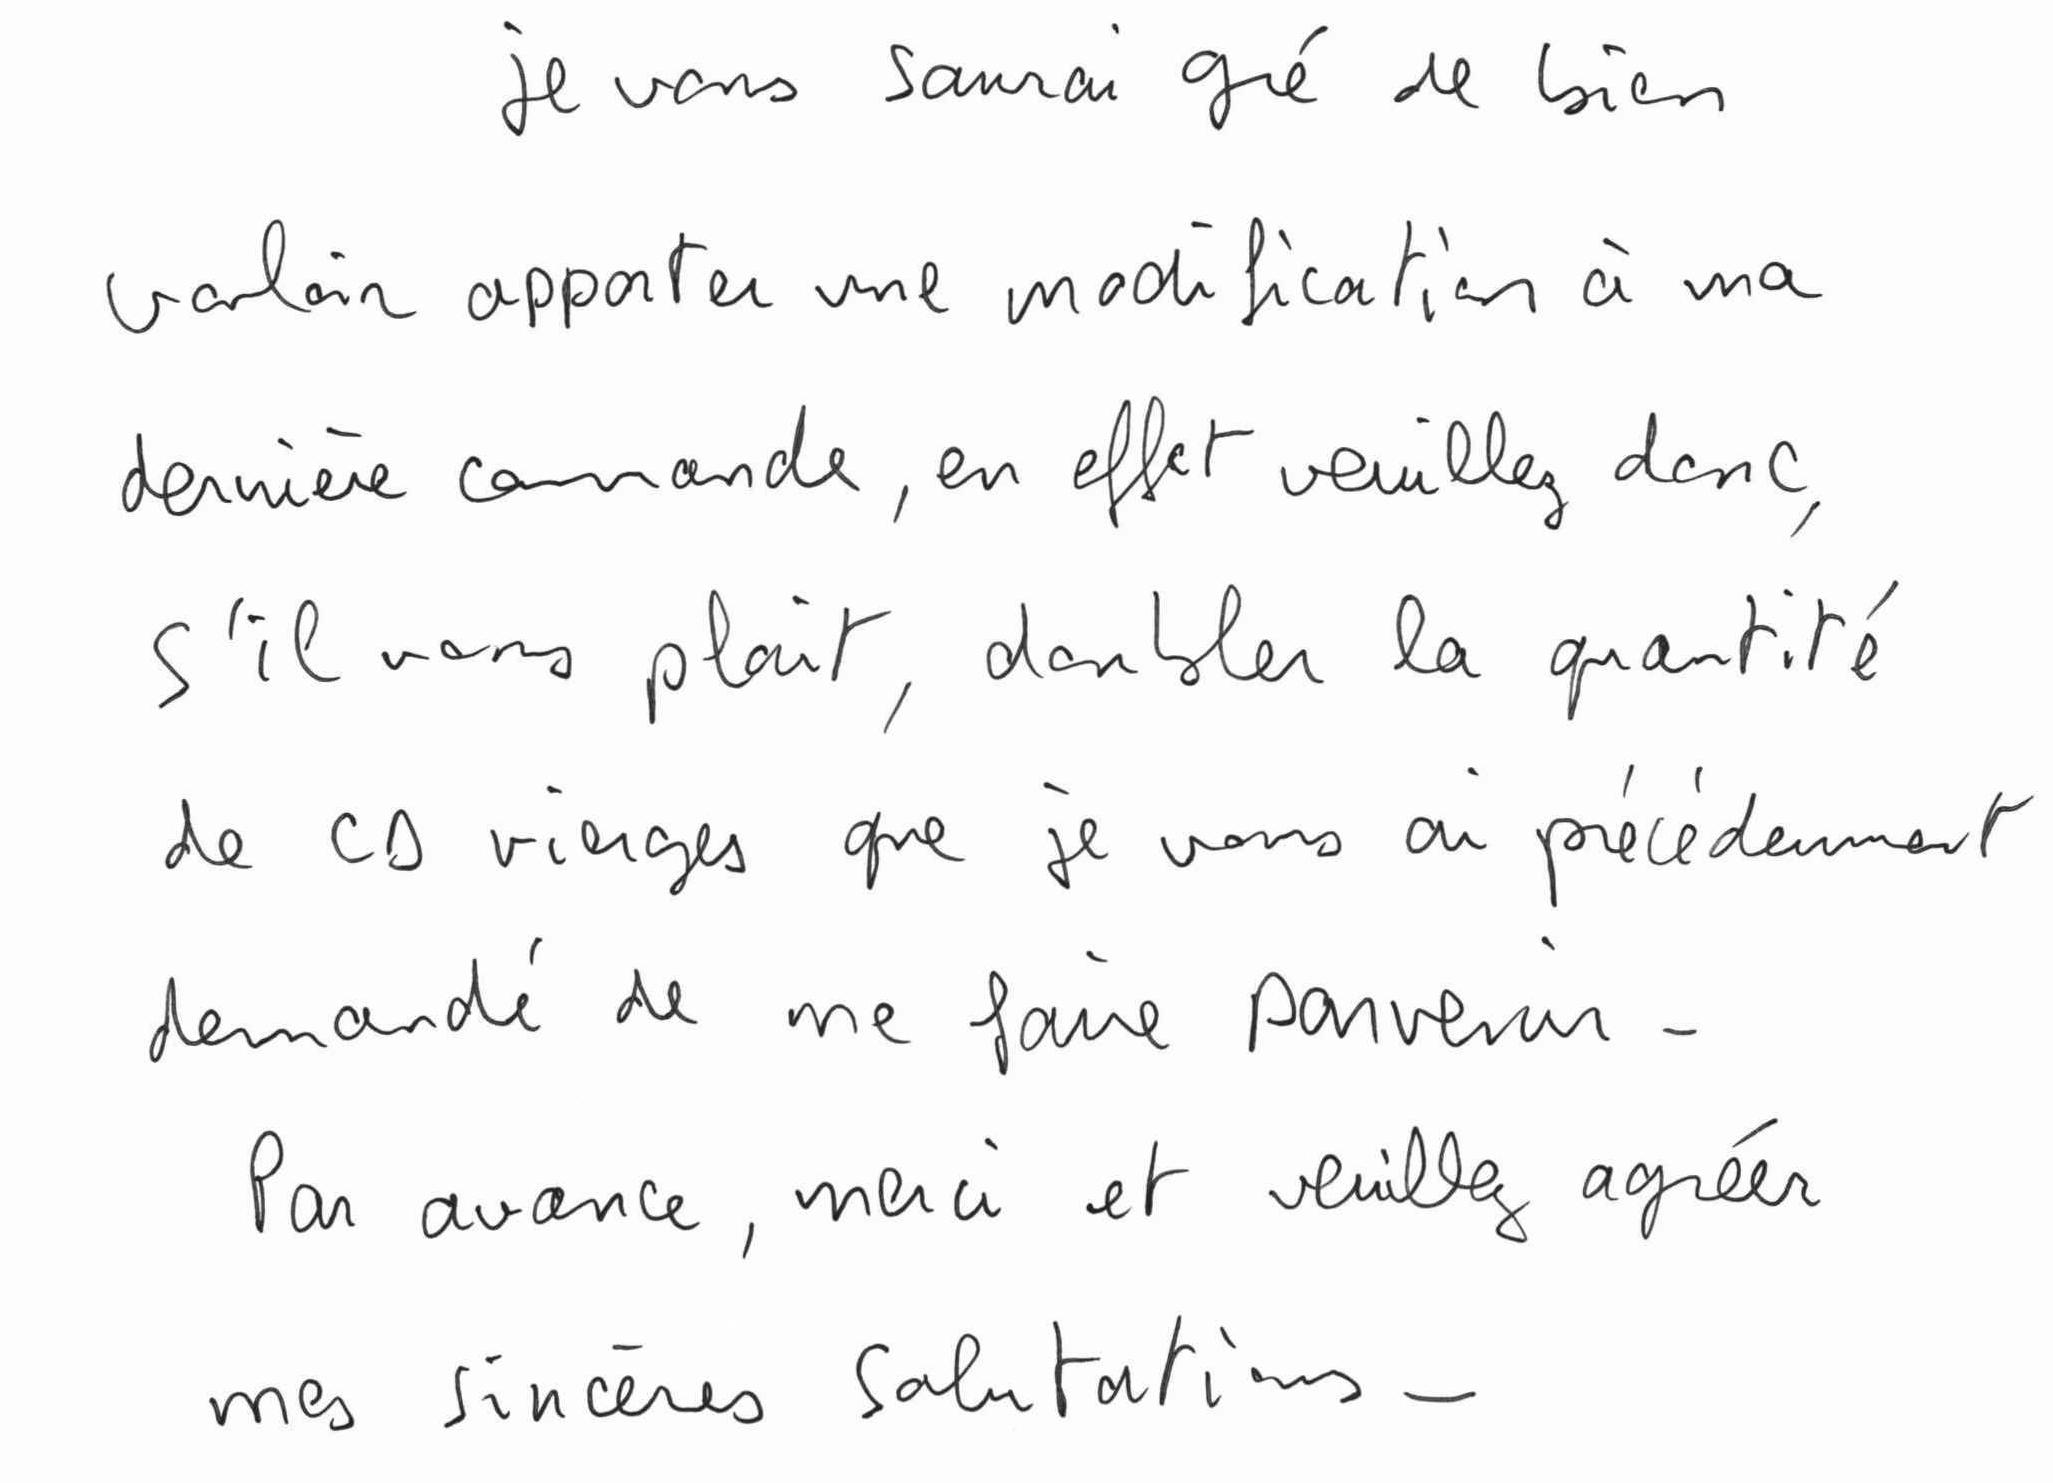 je vous saurai gré de bien
vouloir apporter une modification à ma
dernière commande, en effet veuillez donc,
s'il vous plait, doubler la quantité
de CD vierges que je vous ai précédemment
demandé de me faire parvenir -
Par avance, merci et veuillez agréer
mes sincères salutations -